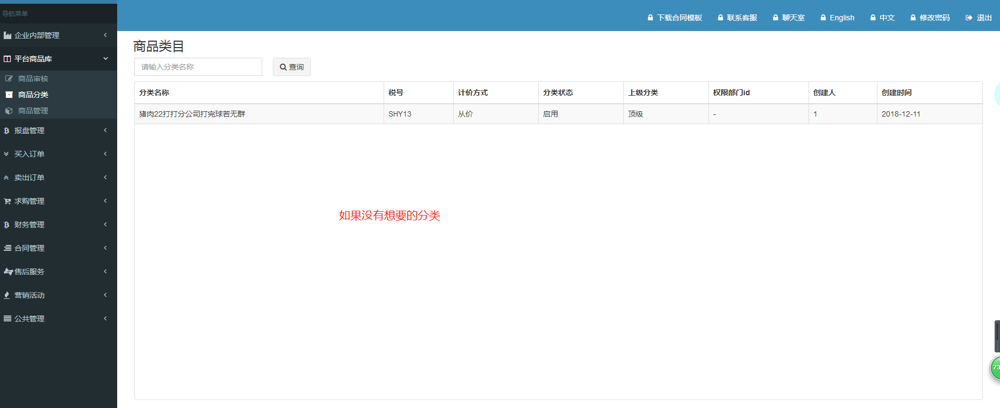 导航菜单
企业内部管理
平台商品库
商品审核
商品分类
商品管理
报盘管理
买入订单
卖出订单
求购管理
财务管理
合同管理
售后服务
营销活动
公共管理
下载合同模板 联系客服 聊天室 English 中文 修改密码 退出
商品类目
请输入分类名称 查询
分类名称 税号 计价方式 分类状态 上级分类 权限部门id 创建人 创建时间
猪肉22打打分公司打完球若无群 SHY13 从价 启用 顶级 - 1 2018-12-11
如果没有想要的分类
73